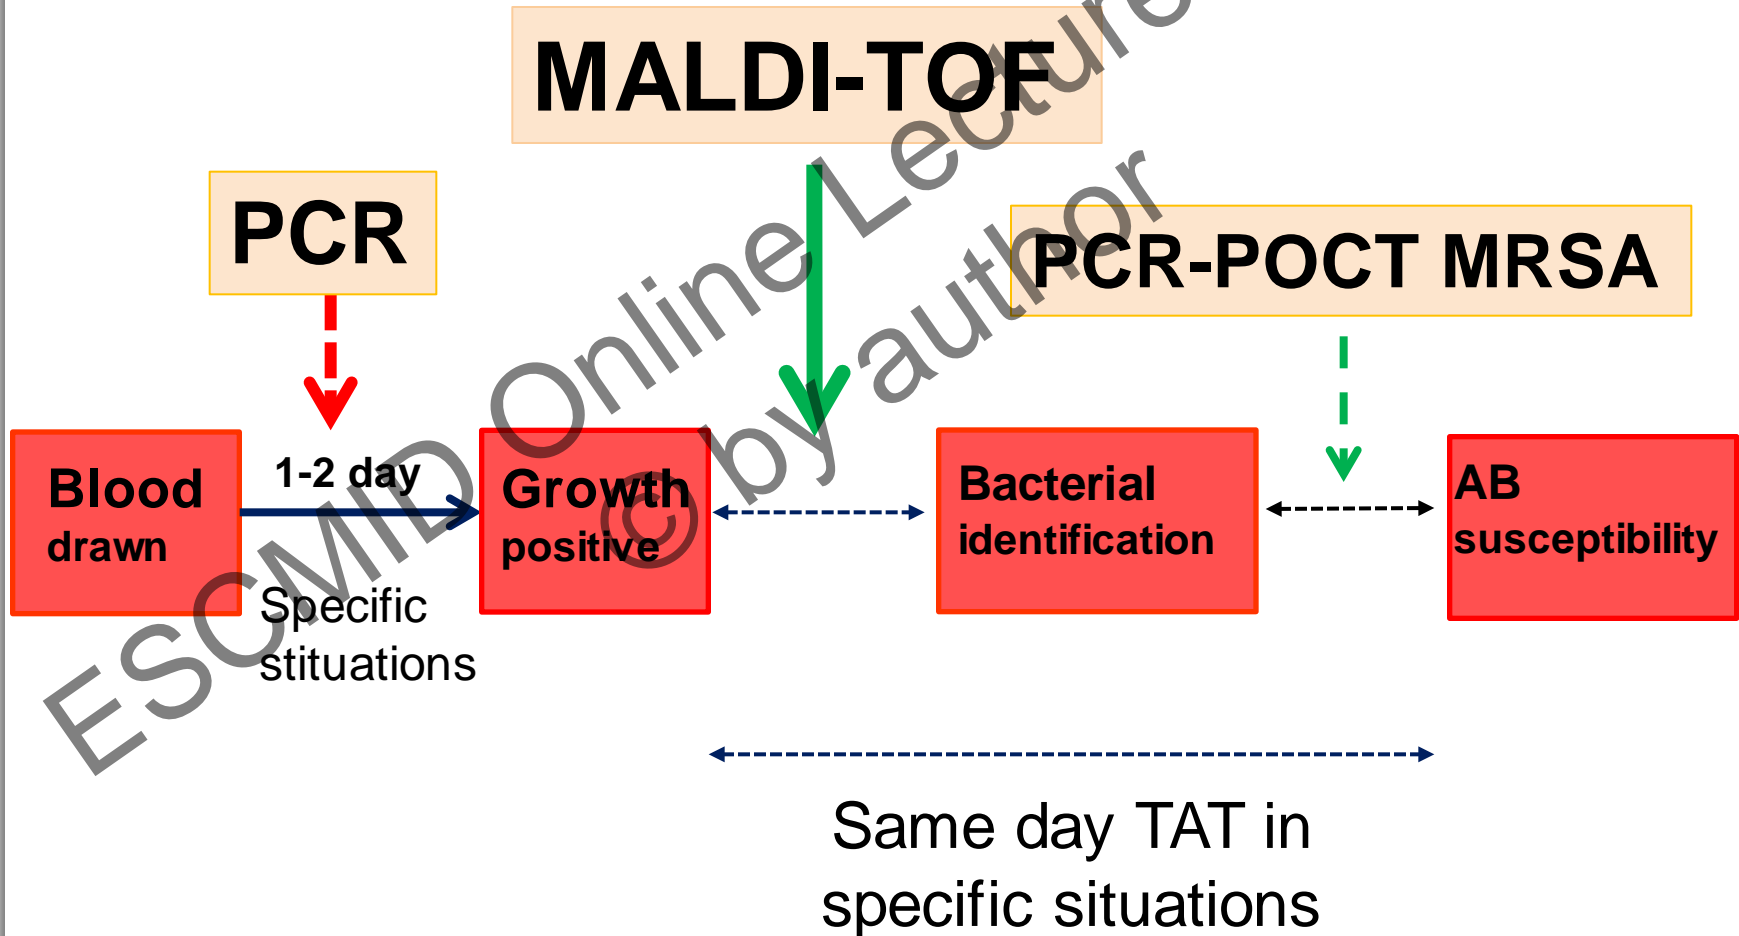 MALDI-TOF
PCR
PCR-POCT MRSA
Blood
drawn
1-2 day
Specific
stituations
Growth
positive
Bacterial
identification
AB
susceptibility
Same day TAT in
specific situations
ESCMID Online Lecture
© by author